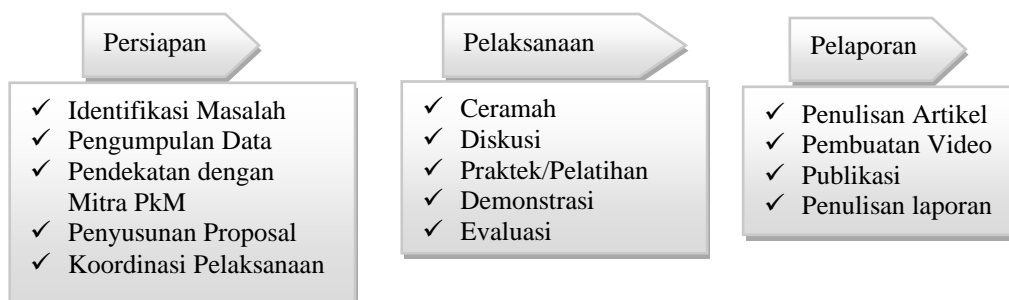 Persiapan
✓ Identifikasi Masalah
✓ Pengumpulan Data
✓ Pendekatan dengan
Mitra PkM
✓ Penyusunan Proposal
✓ Koordinasi Pelaksanaan
Pelaksanaan
✓ Ceramah
✓ Diskusi
✓ Praktek/Pelatihan
✓ Demonstrasi
✓ Evaluasi
Pelaporan
✓ Penulisan Artikel
✓ Pembuatan Video
✓ Publikasi
✓ Penulisan laporan